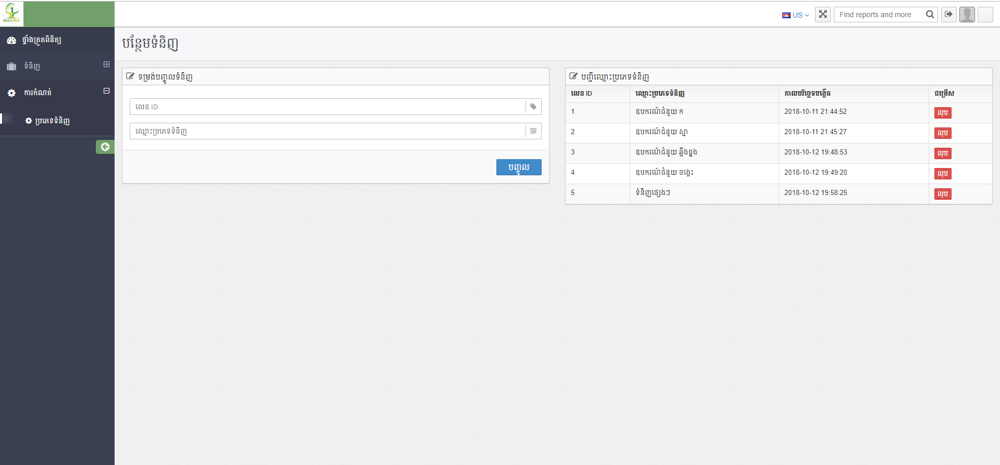 US
Find reports and more
ផ្ទាំងត្រួតពិនិត្យ
ទំនិញ
ការកំណត់
ប្រភេទទំនិញ
បន្ថែមទំនិញ
ទម្រង់បញ្ចូលទំនិញ
លេខ ID
ឈ្មោះប្រភេទទំនិញ
បញ្ចូល
បញ្ជីឈ្មោះប្រភេទទំនិញ
លេខ ID ឈ្មោះប្រភេទទំនិញ កាលបរិច្ឆេទបង្កើត ជម្រើស
1 ឧបករណ៍ជំនួយ ក 2018-10-11 21:44:52 លុប
2 ឧបករណ៍ជំនួយ ស្មា 2018-10-11 21:45:27 លុប
3 ឧបករណ៍ជំនួយ ឆ្អឹងខ្នង 2018-10-12 19:48:53 លុប
4 ឧបករណ៍ជំនួយ ចង្កេះ 2018-10-12 19:49:20 លុប
5 ទំនិញផ្សេងៗ 2018-10-12 19:58:25 លុប